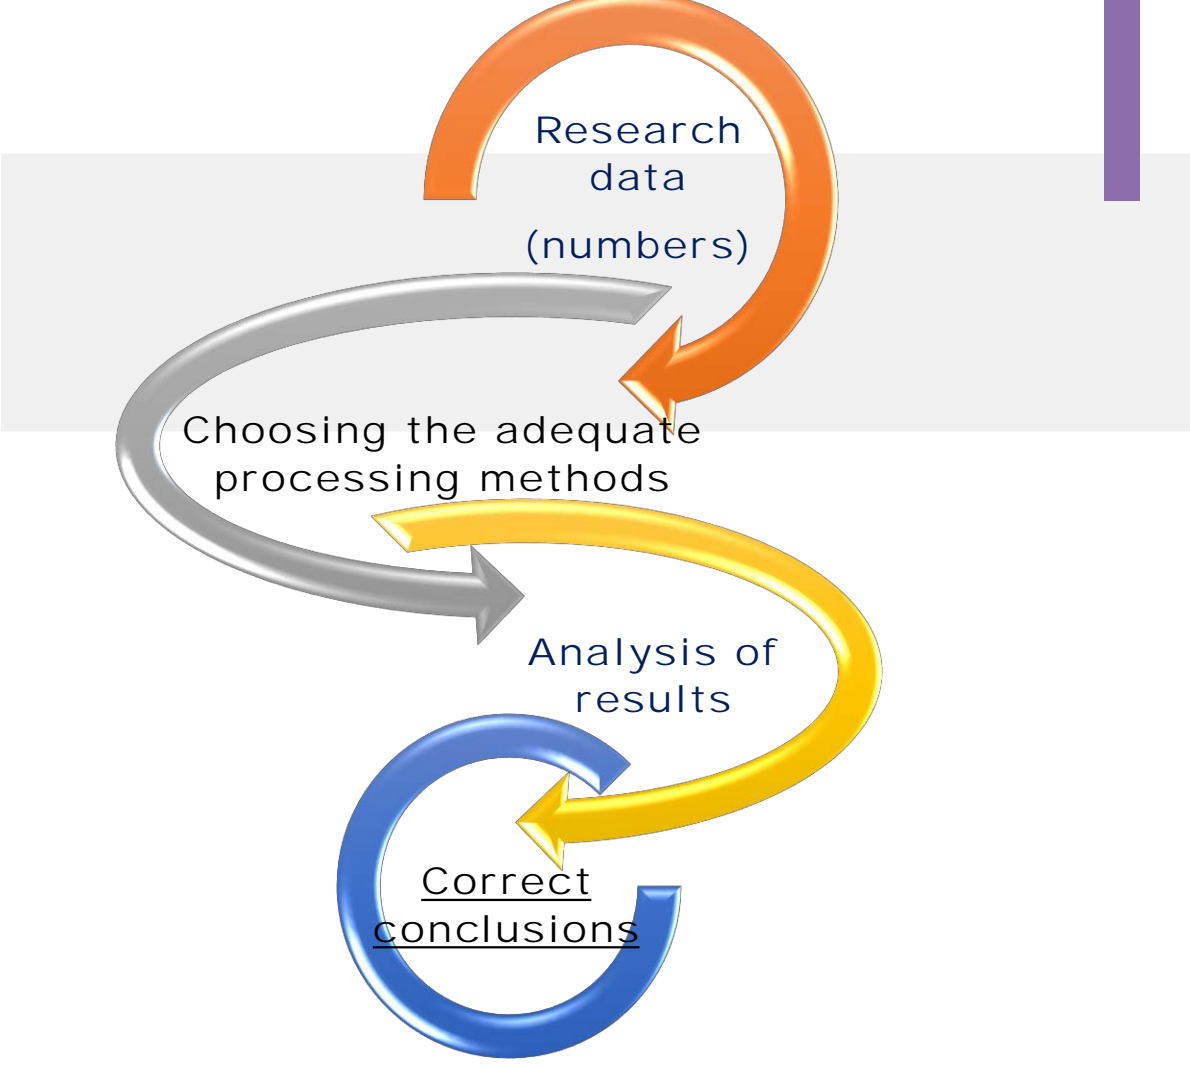 Research
data
(numbers)
Choosing the adequate
processing methods
Analysis of
results
Correct
conclusions